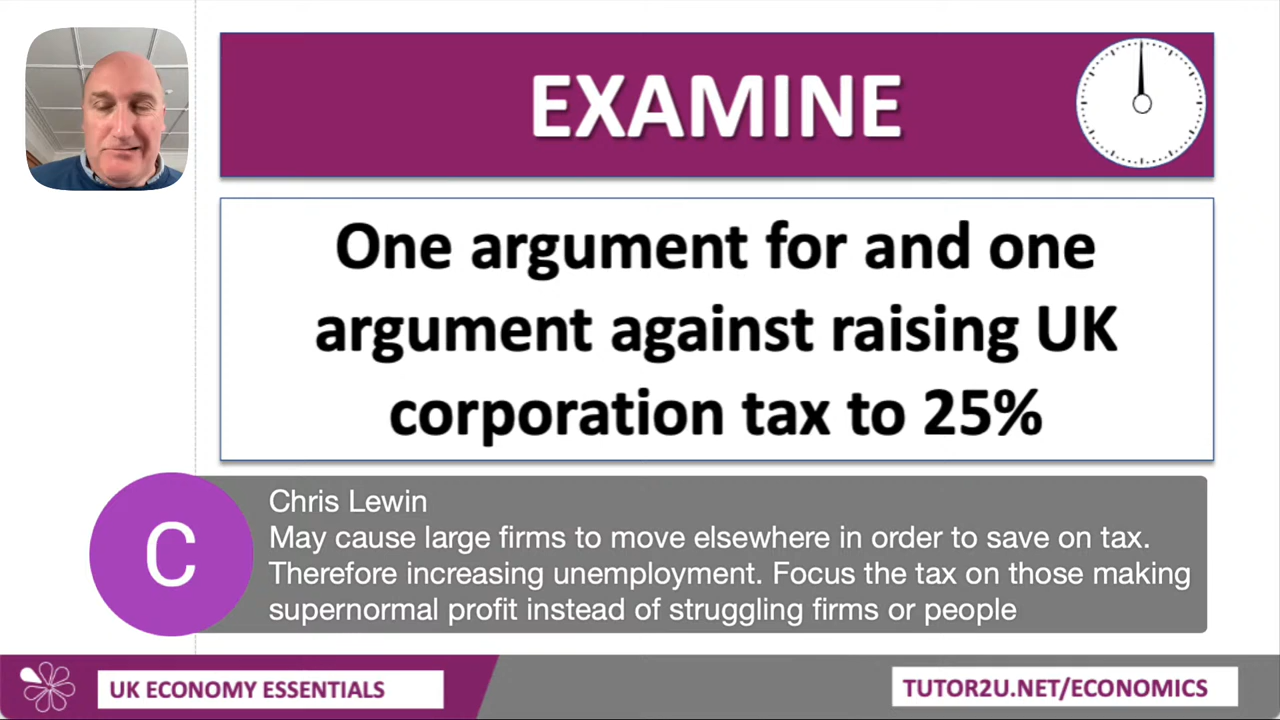 EXAMINE
One argument for and one
argument against raising UK
corporation tax to 25%
C
Chris Lewin
May cause large firms to move elsewhere in order to save on tax.
Therefore increasing unemployment. Focus the tax on those making
supernormal profit instead of struggling firms or people
UK ECONOMY ESSENTIALS
TUTOR2U.NET/ECONOMICS